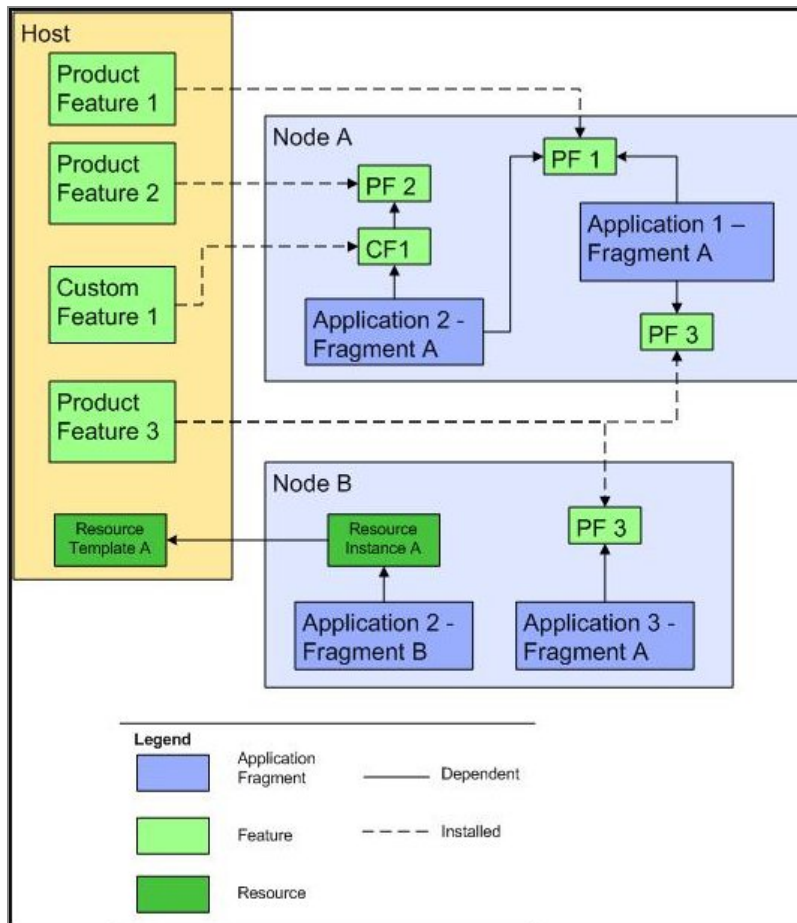 Host
Product
Feature 1
Product
Feature 2
Custom
Feature 1
Product
Feature 3
Resource
Template A
Node A
PF 1
PF 2
CF1
Application 1 –
Fragment A
Application 2 -
Fragment A
PF 3
Node B
Resource
Instance A
PF 3
Application 2 -
Fragment B
Application 3 -
Fragment A
Legend
Application
Fragment
Dependent
Feature
Installed
Resource